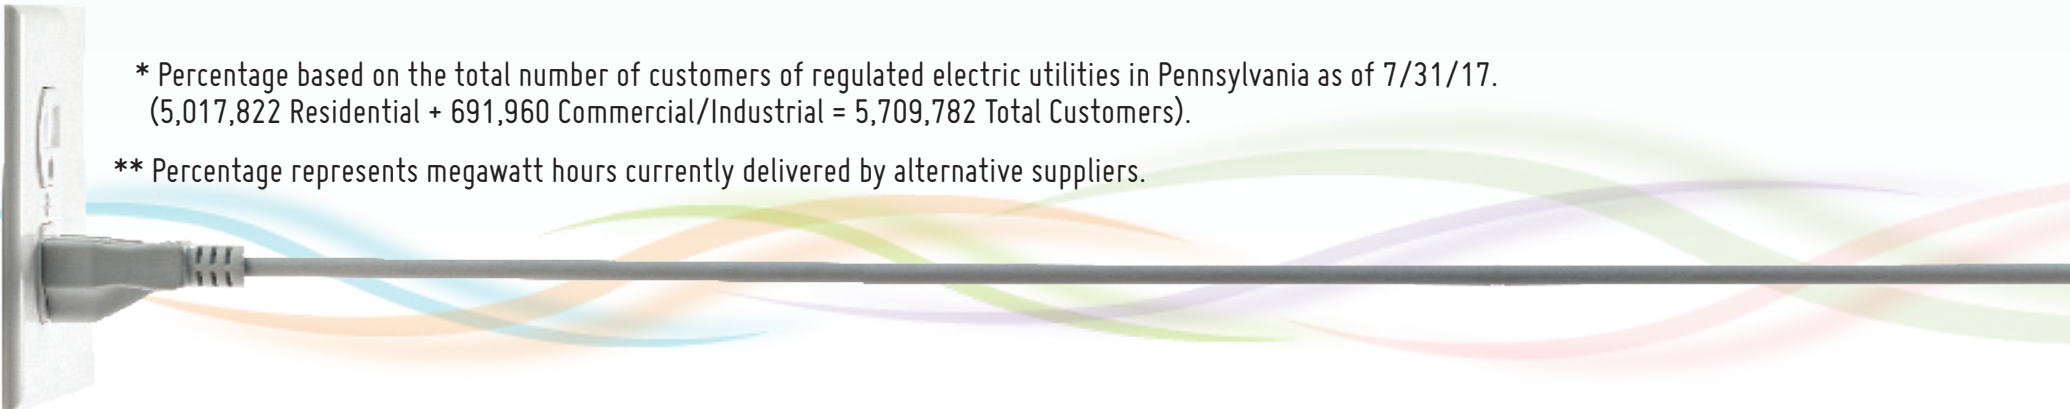 * Percentage based on the total number of customers of regulated electric utilities in Pennsylvania as of 7/31/17.
(5,017,822 Residential + 691,960 Commercial/Industrial = 5,709,782 Total Customers).
** Percentage represents megawatt hours currently delivered by alternative suppliers.